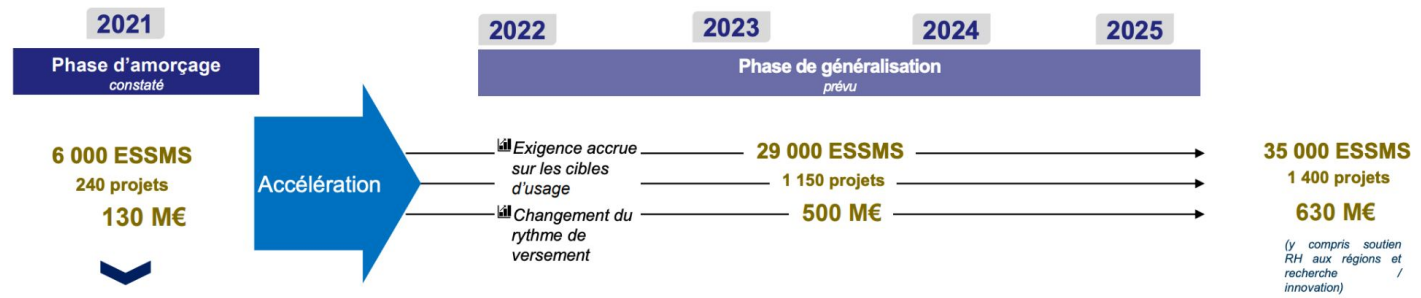 2021
2022
2023
2024
2025
Phase d’amorçage
constaté
Phase de généralisation
prévu
6 000 ESSMS
240 projets
130 M€
Accélération
Exigence accrue
sur les cibles
d’usage
Changement du
rythme de
versement
29 000 ESSMS
1 150 projets
500 M€
35 000 ESSMS
1 400 projets
630 M€
(y compris soutien
RH aux régions et
recherche /
innovation)